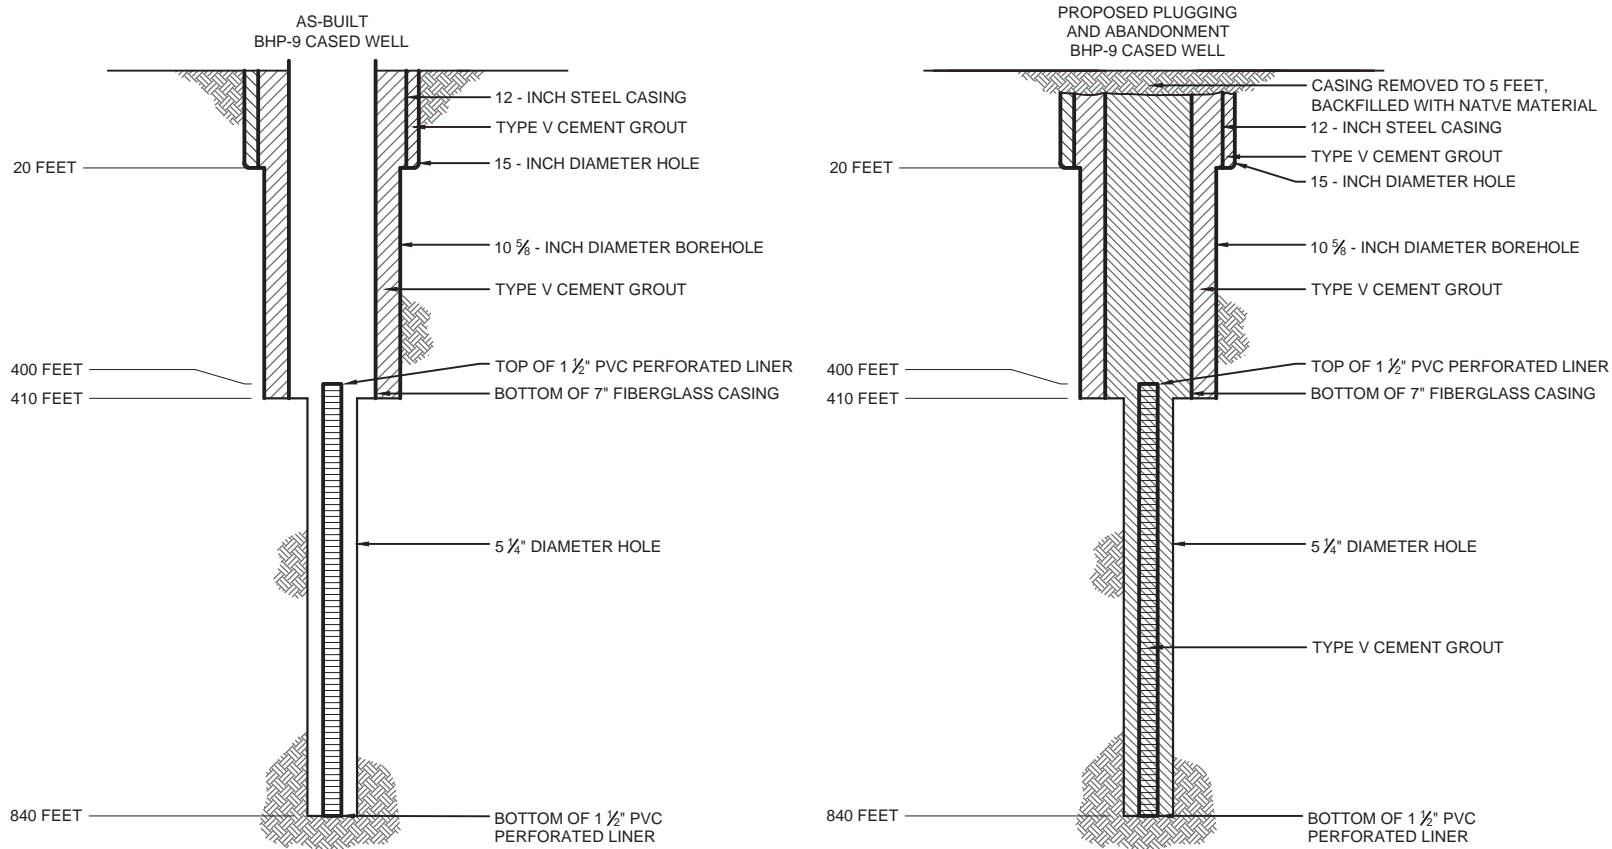 AS-BUILT
BHP-9 CASED WELL
12 - INCH STEEL CASING
TYPE V CEMENT GROUT
15 - INCH DIAMETER HOLE
20 FEET
10 ⅝ - INCH DIAMETER BOREHOLE
TYPE V CEMENT GROUT
TOP OF 1 ½" PVC PERFORATED LINER
400 FEET
BOTTOM OF 7" FIBERGLASS CASING
410 FEET
5 ¼" DIAMETER HOLE
840 FEET
BOTTOM OF 1 ½" PVC
PERFORATED LINER
PROPOSED PLUGGING
AND ABANDONMENT
BHP-9 CASED WELL
CASING REMOVED TO 5 FEET,
BACKFILLED WITH NATVE MATERIAL
12 - INCH STEEL CASING
TYPE V CEMENT GROUT
15 - INCH DIAMETER HOLE
20 FEET
10 ⅝ - INCH DIAMETER BOREHOLE
TYPE V CEMENT GROUT
TOP OF 1 ½" PVC PERFORATED LINER
400 FEET
BOTTOM OF 7" FIBERGLASS CASING
410 FEET
5 ¼" DIAMETER HOLE
TYPE V CEMENT GROUT
840 FEET
BOTTOM OF 1 ½" PVC
PERFORATED LINER